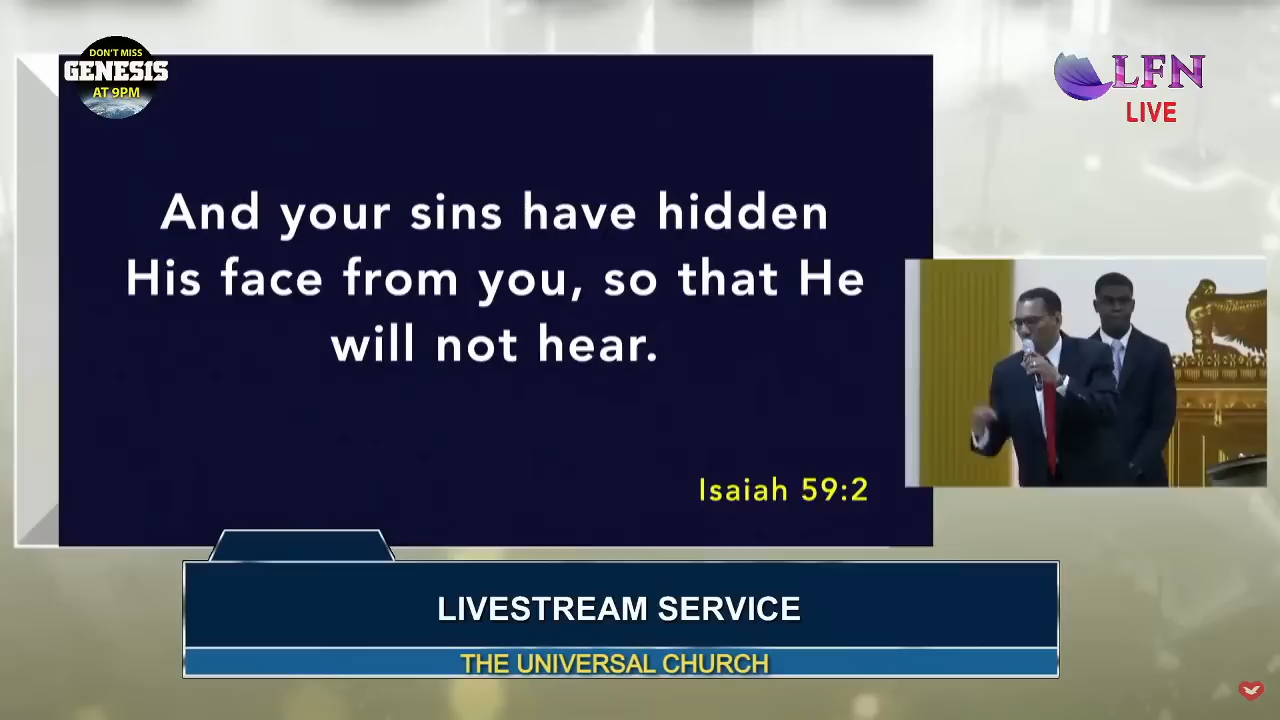 DON'T MISS
GENESIS
AT 9PM
LFN
LIVE
And your sins have hidden
His face from you, so that He
will not hear.
Isaiah 59:2
LIVESTREAM SERVICE
THE UNIVERSAL CHURCH